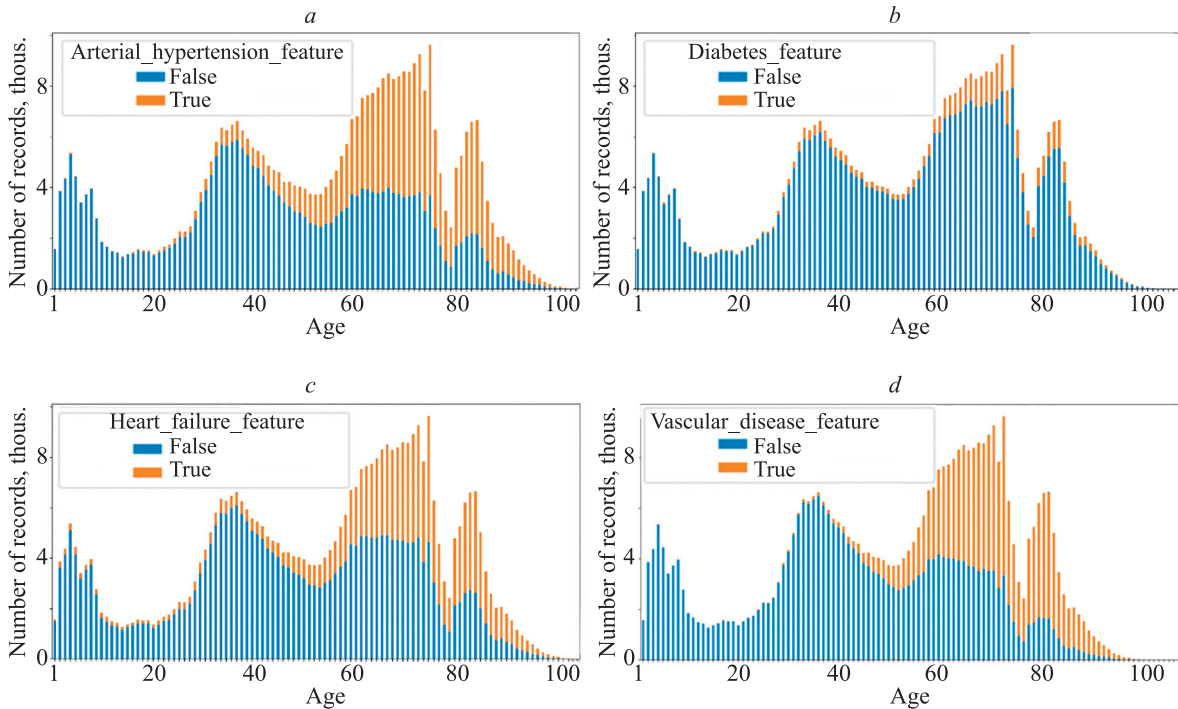 a
Arterial_hypertension_feature
False
True
Number of records, thous.
8
4
0
1 20 40 60 80 100
Age
b
Diabetes_feature
False
True
Number of records, thous.
8
4
0
1 20 40 60 80 100
Age
c
Heart_failure_feature
False
True
Number of records, thous.
8
4
0
1 20 40 60 80 100
Age
d
Vascular_disease_feature
False
True
Number of records, thous.
8
4
0
1 20 40 60 80 100
Age